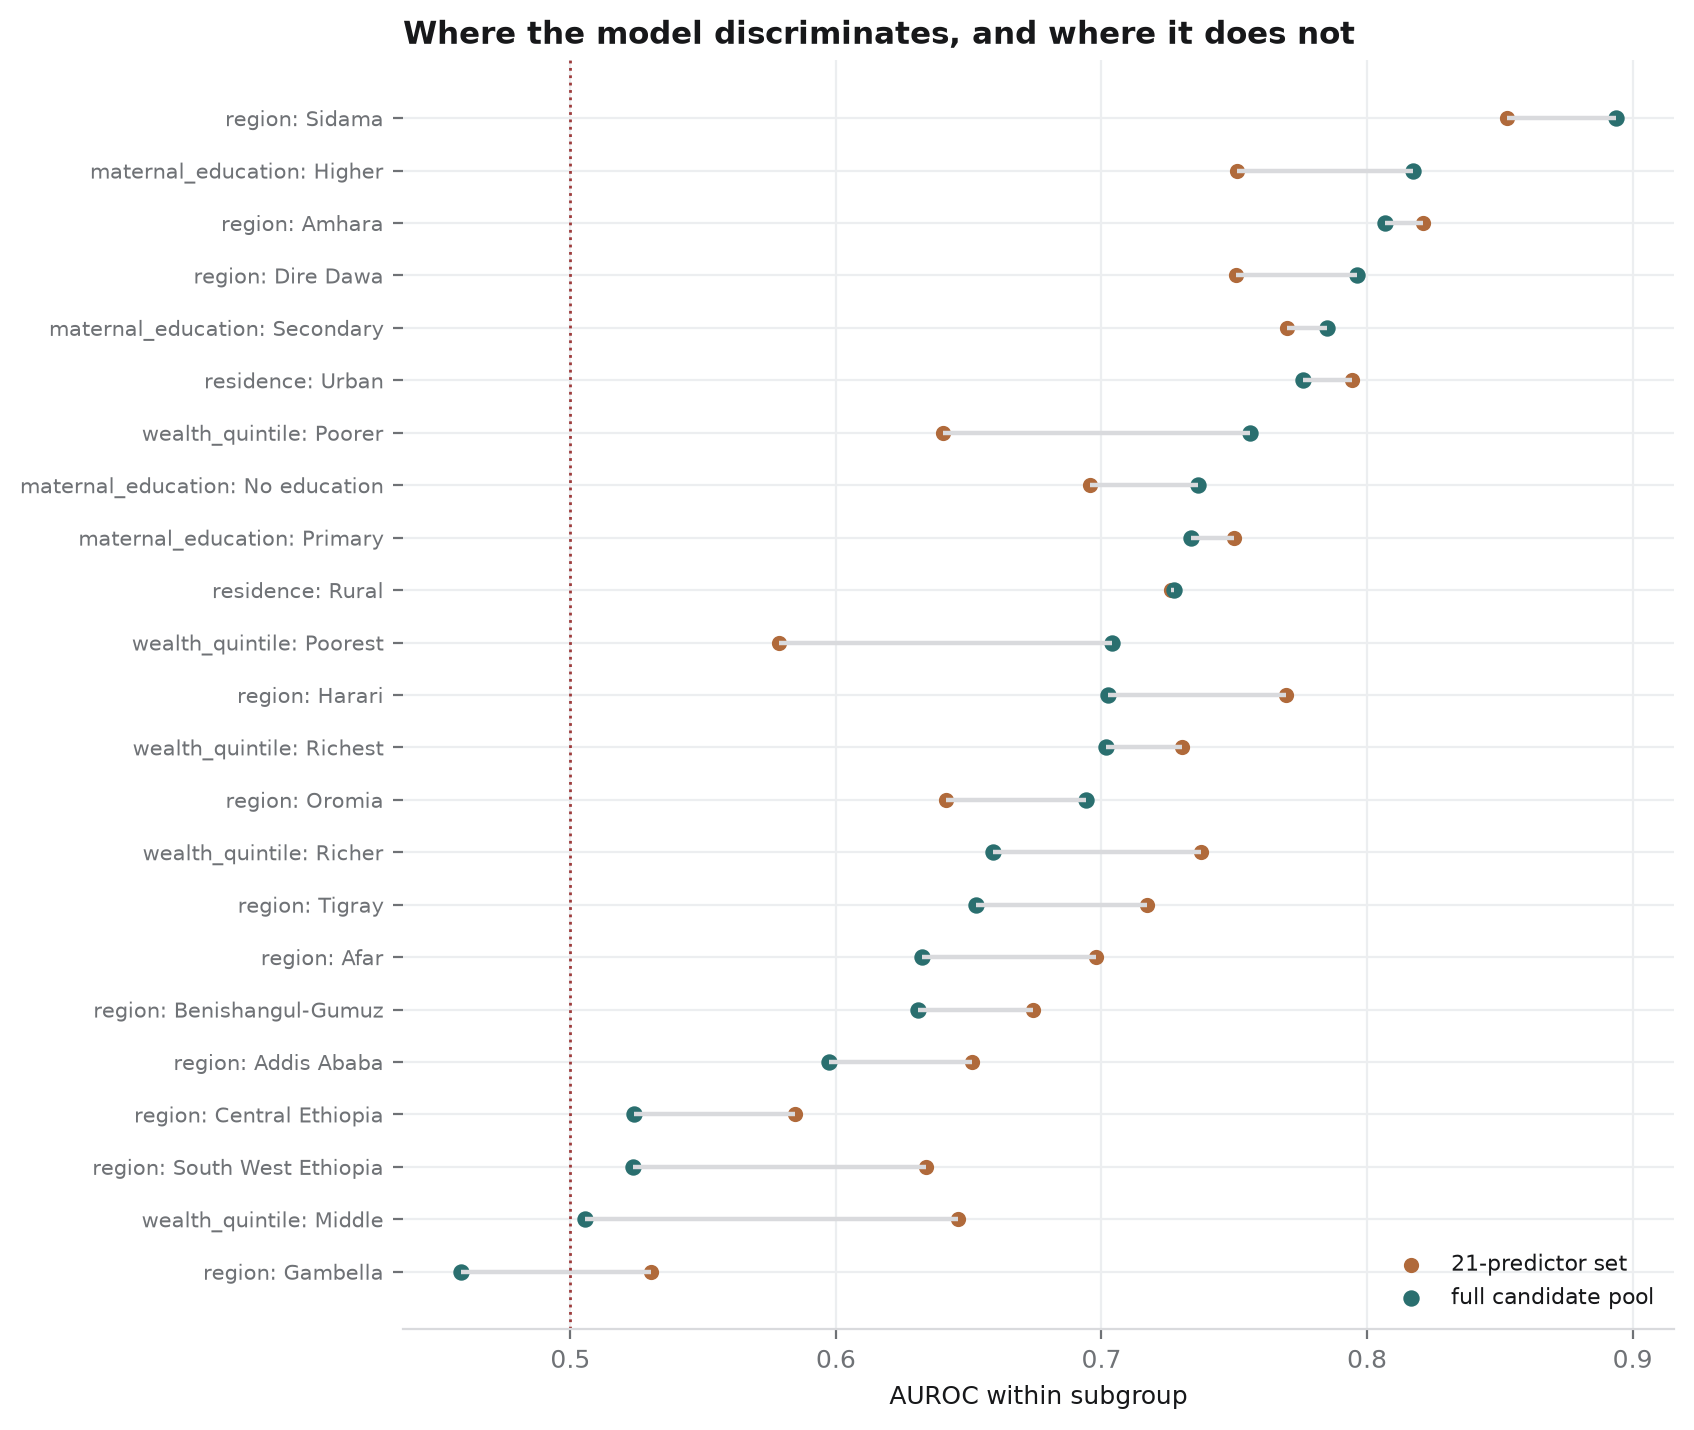 Where the model discriminates, and where it does not
region: Sidama
maternal_education: Higher
region: Amhara
region: Dire Dawa
maternal_education: Secondary
residence: Urban
wealth_quintile: Poorer
maternal_education: No education
maternal_education: Primary
residence: Rural
wealth_quintile: Poorest
region: Harari
wealth_quintile: Richest
region: Oromia
wealth_quintile: Richer
region: Tigray
region: Afar
region: Benishangul-Gumuz
region: Addis Ababa
region: Central Ethiopia
region: South West Ethiopia
wealth_quintile: Middle
region: Gambella
21-predictor set
full candidate pool
0.5 0.6 0.7 0.8 0.9
AUROC within subgroup